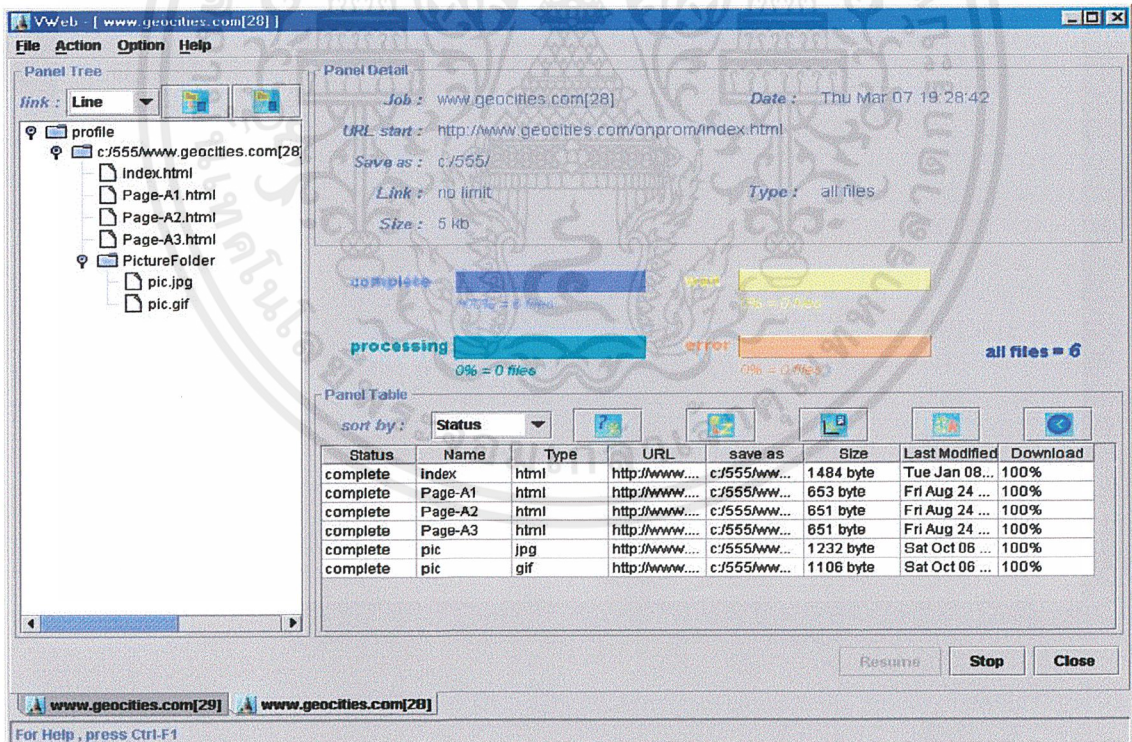 VWeb - [ www.geocities.com[28] ]
File Action Option Help
Panel Tree
link : Line
profile
c:/555/www.geocities.com[28
index.html
Page-A1.html
Page-A2.html
Page-A3.html
PictureFolder
pic.jpg
pic.gif
Panel Detail
Job : www.geocities.com[28] Date : Thu Mar 07 19:28:42
URL start : http://www.geocities.com/onprom/index.html
Save as : c:/555/
Link : no limit Type : all files
Size : 5 kb
complete wait
100% = 6 files 0% = 0 files
processing error all files = 6
0% = 0 files 0% = 0 files
Panel Table
sort by : Status
Status Name Type URL save as Size Last Modified Download
complete index html http://www.... c:/555/ww... 1484 byte Tue Jan 08... 100%
complete Page-A1 html http://www.... c:/555/ww... 653 byte Fri Aug 24 ... 100%
complete Page-A2 html http://www.... c:/555/ww... 651 byte Fri Aug 24 ... 100%
complete Page-A3 html http://www.... c:/555/ww... 651 byte Fri Aug 24 ... 100%
complete pic jpg http://www.... c:/555/ww... 1232 byte Sat Oct 06 ... 100%
complete pic gif http://www.... c:/555/ww... 1106 byte Sat Oct 06 ... 100%
Resume Stop Close
www.geocities.com[29] www.geocities.com[28]
For Help , press Ctrl-F1